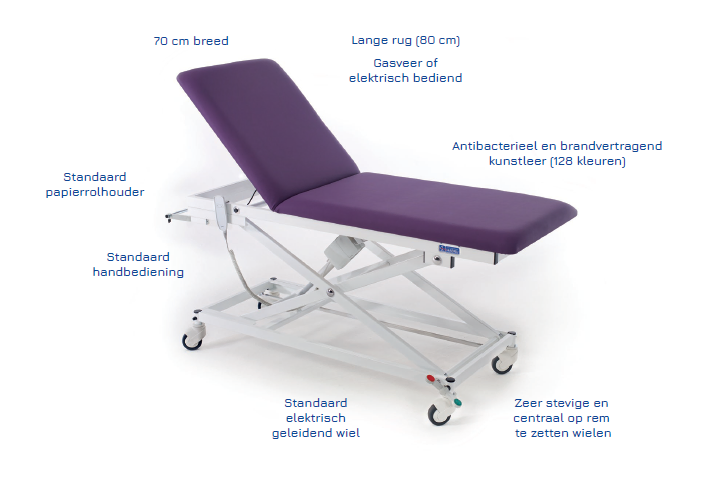 70 cm breed
Lange rug (80 cm)
Gasveer of
elektrisch bediend
Antibacterieel en brandvertragend
kunstleer (128 kleuren)
Standaard
papierrolhouder
Standaard
handbediening
Standaard
elektrisch
geleidend wiel
Zeer stevige en
centraal op rem
te zetten wielen